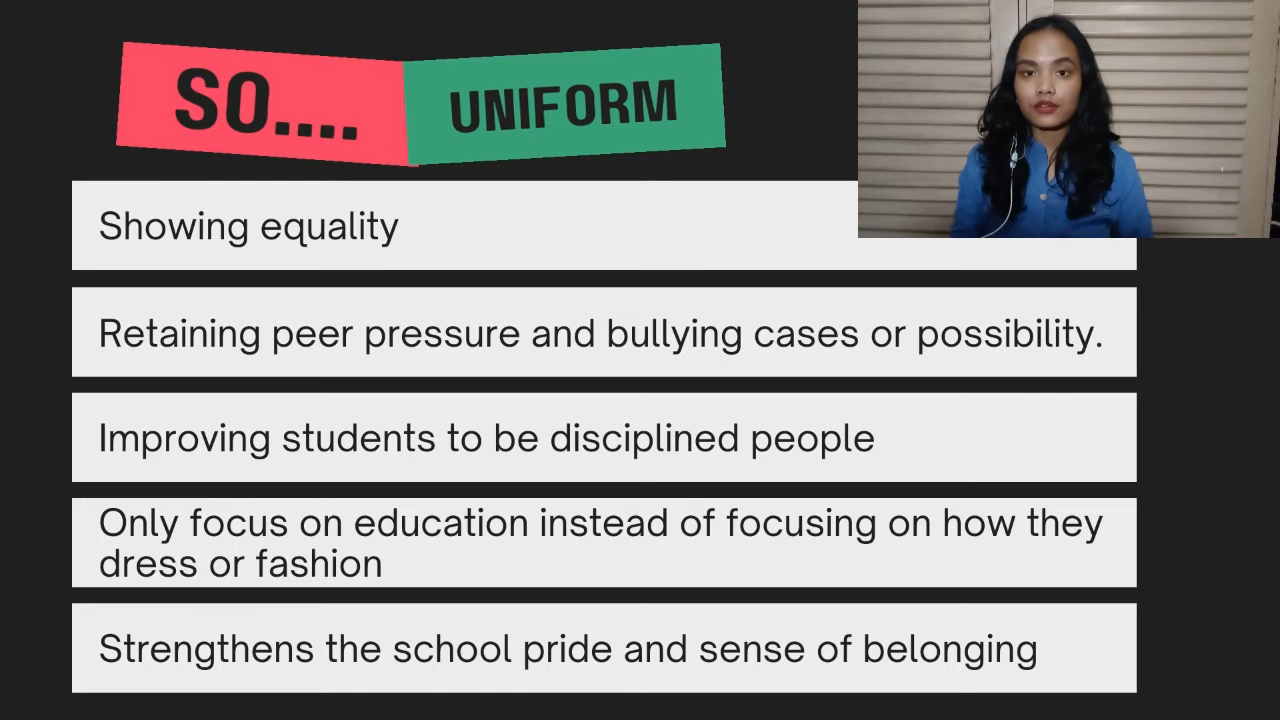 SO....
UNIFORM
Showing equality
Retaining peer pressure and bullying cases or possibility.
Improving students to be disciplined people
Only focus on education instead of focusing on how they
dress or fashion
Strengthens the school pride and sense of belonging